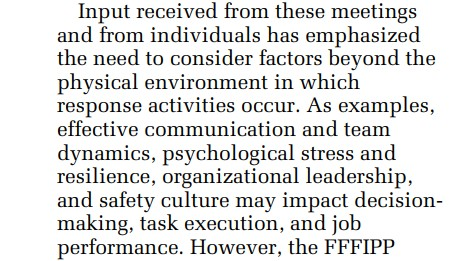 Input received from these meetings
and from individuals has emphasized
the need to consider factors beyond the
physical environment in which
response activities occur. As examples,
effective communication and team
dynamics, psychological stress and
resilience, organizational leadership,
and safety culture may impact decision-
making, task execution, and job
performance. However, the FFFIPP